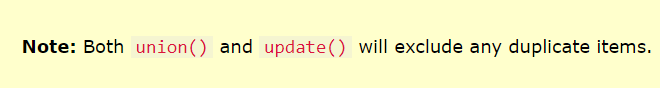 Note: Both union() and update() will exclude any duplicate items.